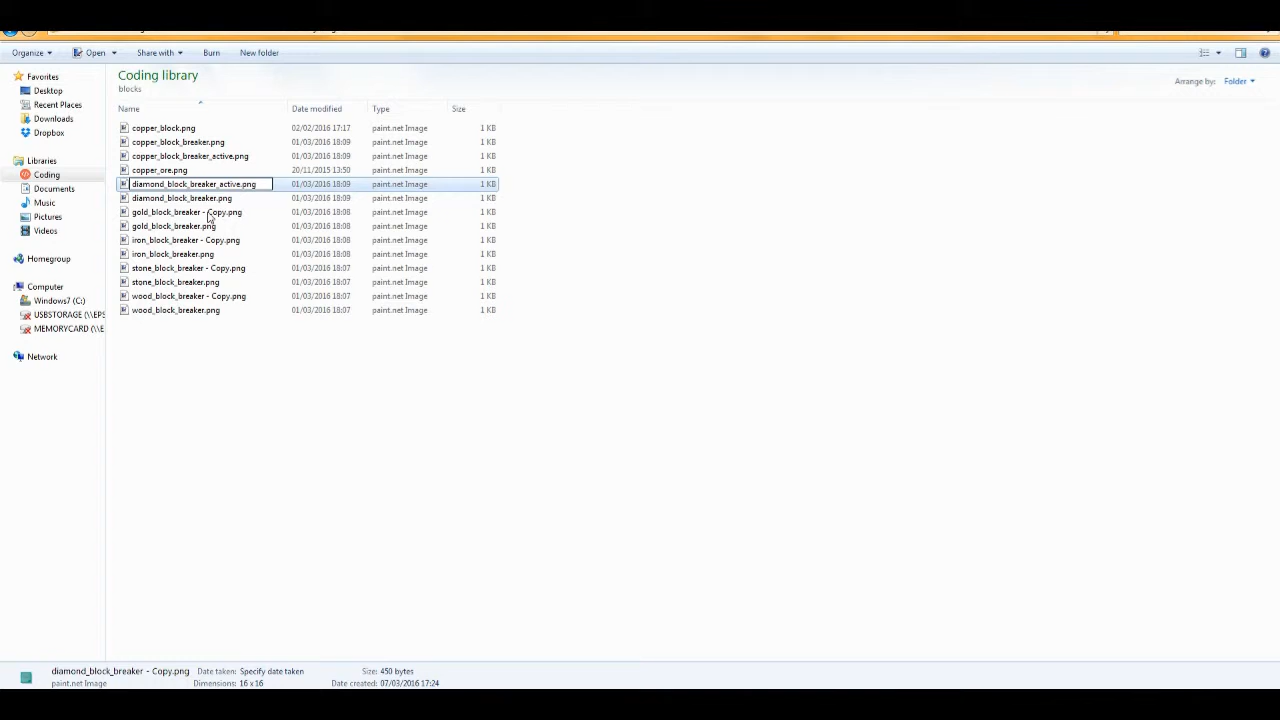 Organize Open Share with Burn New folder
Coding library
blocks
Arrange by: Folder
Name Date modified Type Size
Favorites
Desktop
Recent Places
Downloads
Dropbox
Libraries
Coding
Documents
Music
Pictures
Videos
Homegroup
Computer
Windows7 (C:)
USBSTORAGE (\\EPS
MEMORYCARD (\\E
Network
copper_block.png 02/02/2016 17:17 paint.net Image 1 KB
copper_block_breaker.png 01/03/2016 18:09 paint.net Image 1 KB
copper_block_breaker_active.png 01/03/2016 18:09 paint.net Image 1 KB
copper_ore.png 20/11/2015 13:50 paint.net Image 1 KB
diamond_block_breaker_active.png 01/03/2016 18:09 paint.net Image 1 KB
diamond_block_breaker.png 01/03/2016 18:09 paint.net Image 1 KB
gold_block_breaker - Copy.png 01/03/2016 18:08 paint.net Image 1 KB
gold_block_breaker.png 01/03/2016 18:08 paint.net Image 1 KB
iron_block_breaker - Copy.png 01/03/2016 18:08 paint.net Image 1 KB
iron_block_breaker.png 01/03/2016 18:08 paint.net Image 1 KB
stone_block_breaker - Copy.png 01/03/2016 18:07 paint.net Image 1 KB
stone_block_breaker.png 01/03/2016 18:07 paint.net Image 1 KB
wood_block_breaker - Copy.png 01/03/2016 18:07 paint.net Image 1 KB
wood_block_breaker.png 01/03/2016 18:07 paint.net Image 1 KB
diamond_block_breaker - Copy.png Date taken: Specify date taken Size: 450 bytes
paint.net Image Dimensions: 16 x 16 Date created: 07/03/2016 17:24